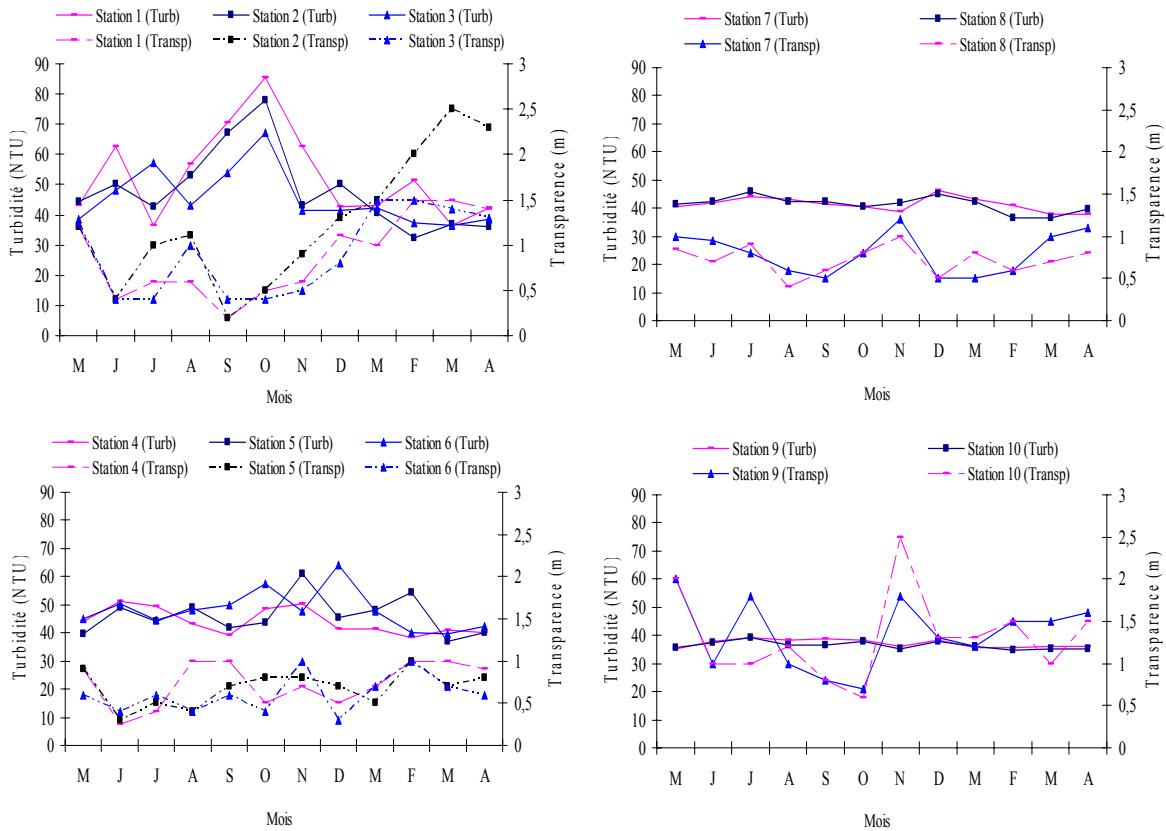 Station 1 (Turb) Station 2 (Turb) Station 3 (Turb)
Station 1 (Transp) Station 2 (Transp) Station 3 (Transp)
90
80
70
60
50
40
30
20
10
0
Turbidité (NTU)
3
2,5
2
1,5
1
0,5
0
Transparence (m)
M J J A S O N D M F M A
Mois
Station 7 (Turb) Station 8 (Turb)
Station 7 (Transp) Station 8 (Transp)
90
80
70
60
50
40
30
20
10
0
Turbidité (NTU)
3
2,5
2
1,5
1
0,5
0
Transparence (m)
M J J A S O N D M F M A
Mois
Station 4 (Turb) Station 5 (Turb) Station 6 (Turb)
Station 4 (Transp) Station 5 (Transp) Station 6 (Transp)
90
80
70
60
50
40
30
20
10
0
Turbidité (NTU)
3
2,5
2
1,5
1
0,5
0
Transparence (m)
M J J A S O N D M F M A
Mois
Station 9 (Turb) Station 10 (Turb)
Station 9 (Transp) Station 10 (Transp)
90
80
70
60
50
40
30
20
10
0
Turbidité (NTU)
3
2,5
2
1,5
1
0,5
0
Transparence (m)
M J J A S O N D M F M A
Mois